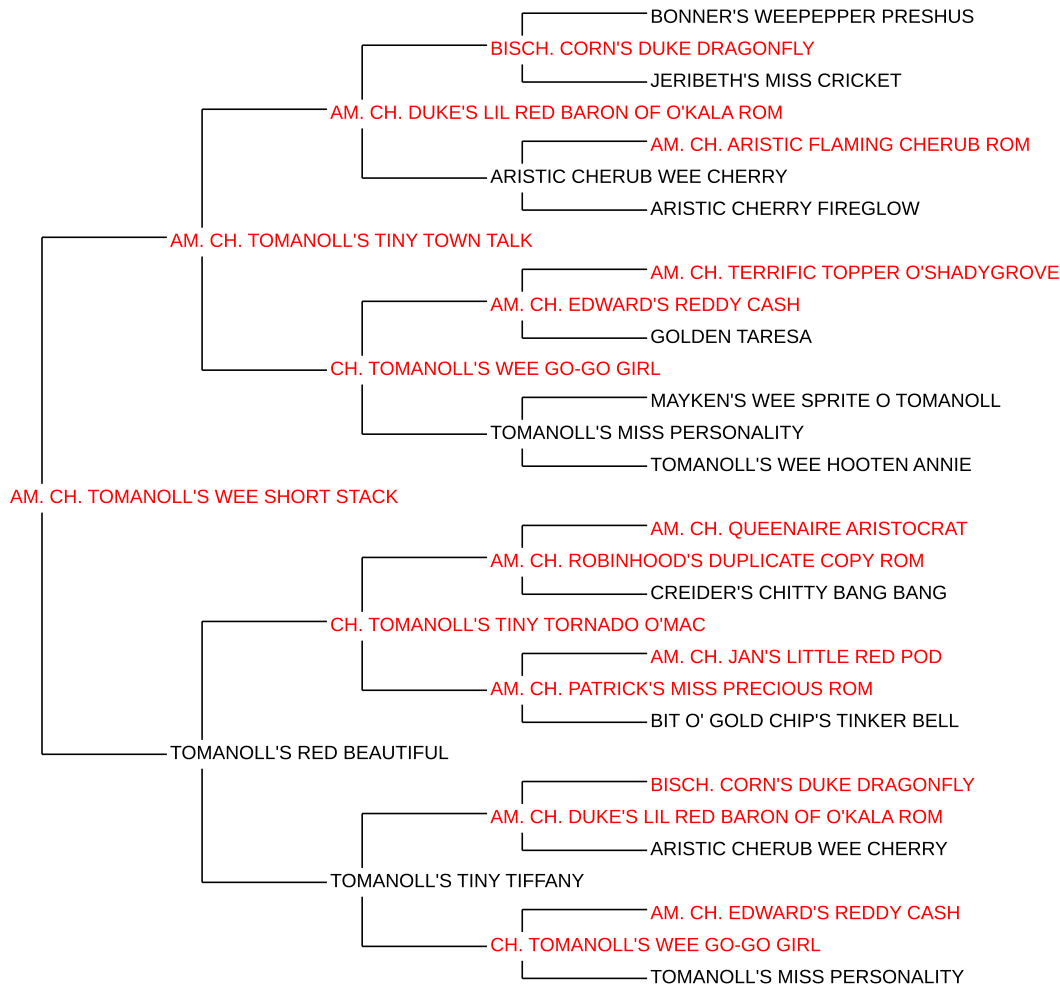 BONNER'S WEEPEPPER PRESHUS
BISCH. CORN'S DUKE DRAGONFLY
JERIBETH'S MISS CRICKET
AM. CH. DUKE'S LIL RED BARON OF O'KALA ROM
AM. CH. ARISTIC FLAMING CHERUB ROM
ARISTIC CHERUB WEE CHERRY
ARISTIC CHERRY FIREGLOW
AM. CH. TOMANOLL'S TINY TOWN TALK
AM. CH. TERRIFIC TOPPER O'SHADYGROVE
AM. CH. EDWARD'S REDDY CASH
GOLDEN TARESA
CH. TOMANOLL'S WEE GO-GO GIRL
MAYKEN'S WEE SPRITE O TOMANOLL
TOMANOLL'S MISS PERSONALITY
TOMANOLL'S WEE HOOTEN ANNIE
AM. CH. TOMANOLL'S WEE SHORT STACK
AM. CH. QUEENAIRE ARISTOCRAT
AM. CH. ROBINHOOD'S DUPLICATE COPY ROM
CREIDER'S CHITTY BANG BANG
CH. TOMANOLL'S TINY TORNADO O'MAC
AM. CH. JAN'S LITTLE RED POD
AM. CH. PATRICK'S MISS PRECIOUS ROM
BIT O' GOLD CHIP'S TINKER BELL
TOMANOLL'S RED BEAUTIFUL
BISCH. CORN'S DUKE DRAGONFLY
AM. CH. DUKE'S LIL RED BARON OF O'KALA ROM
ARISTIC CHERUB WEE CHERRY
TOMANOLL'S TINY TIFFANY
AM. CH. EDWARD'S REDDY CASH
CH. TOMANOLL'S WEE GO-GO GIRL
TOMANOLL'S MISS PERSONALITY